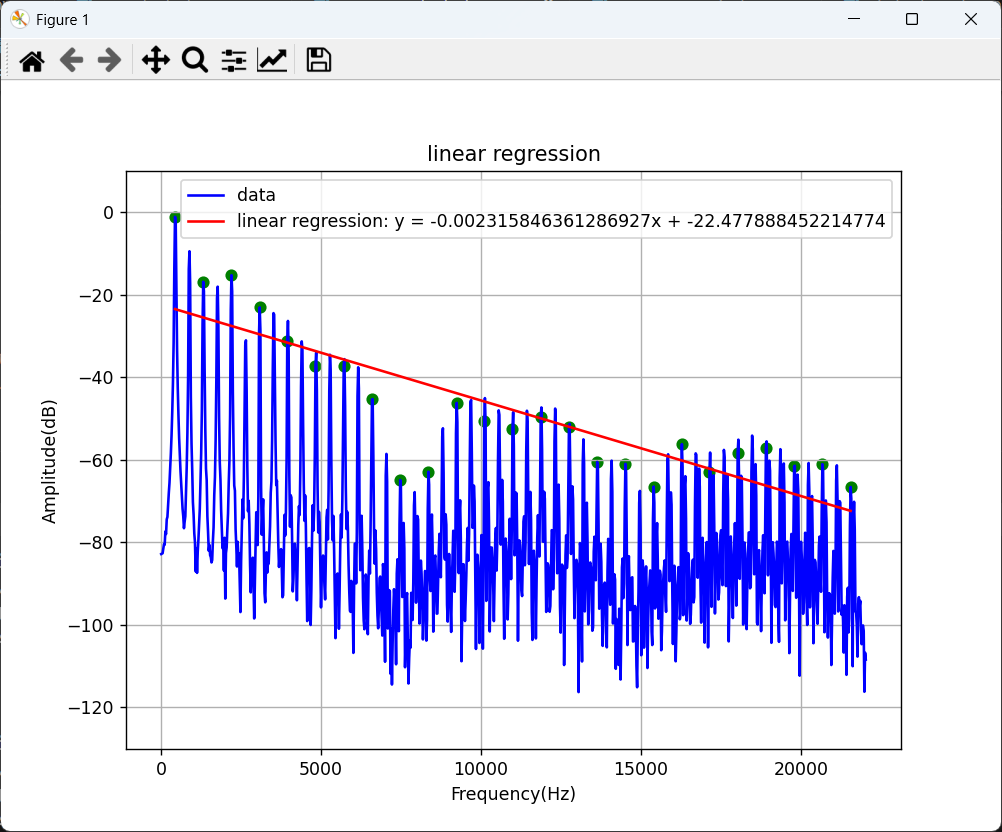 Figure 1
linear regression
data
linear regression: y = -0.002315846361286927x + -22.477888452214774
0
−20
−40
−60
−80
−100
−120
Amplitude(dB)
0 5000 10000 15000 20000
Frequency(Hz)